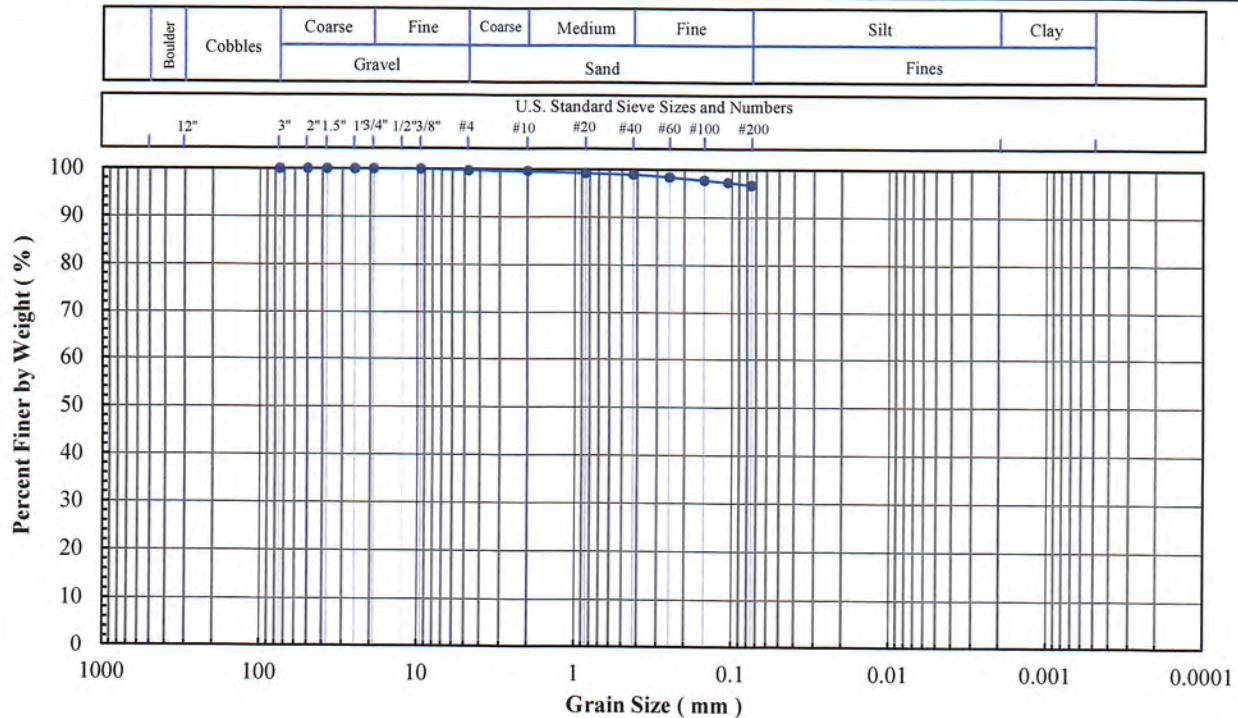 Boulder
Cobbles
Coarse Fine Coarse Medium Fine Silt Clay
Gravel Sand Fines
U.S. Standard Sieve Sizes and Numbers
12" 3" 2" 1.5" 1" 3/4" 1/2" 3/8" #4 #10 #20 #40 #60 #100 #200
100
90
80
70
60
50
40
30
20
10
0
Percent Finer by Weight ( % )
1000 100 10 1 0.1 0.01 0.001 0.0001
Grain Size ( mm )